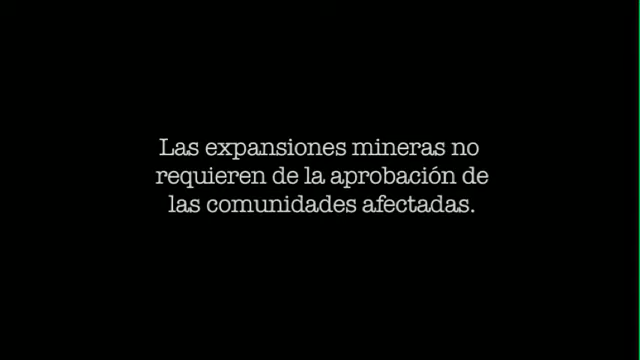 Las expansiones mineras no
requieren de la aprobación de
las comunidades afectadas.